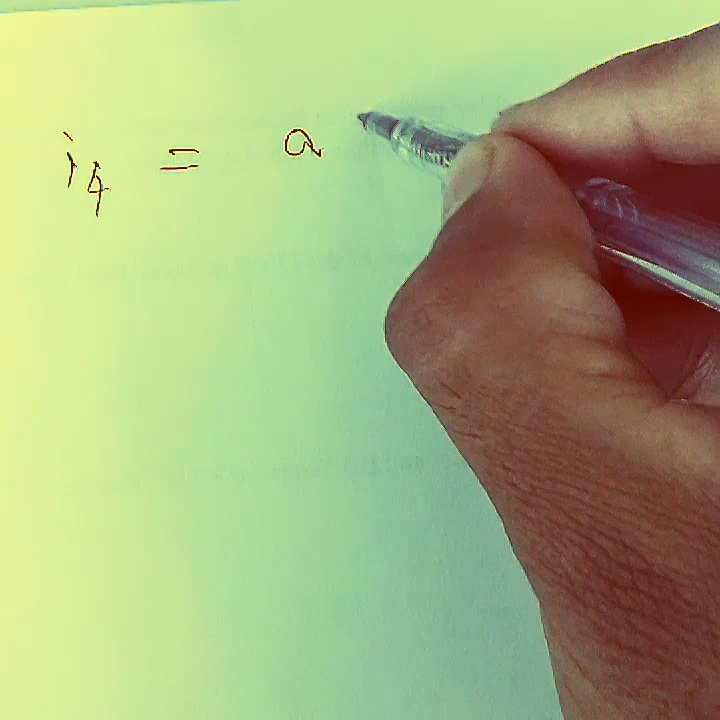 i₄ = a